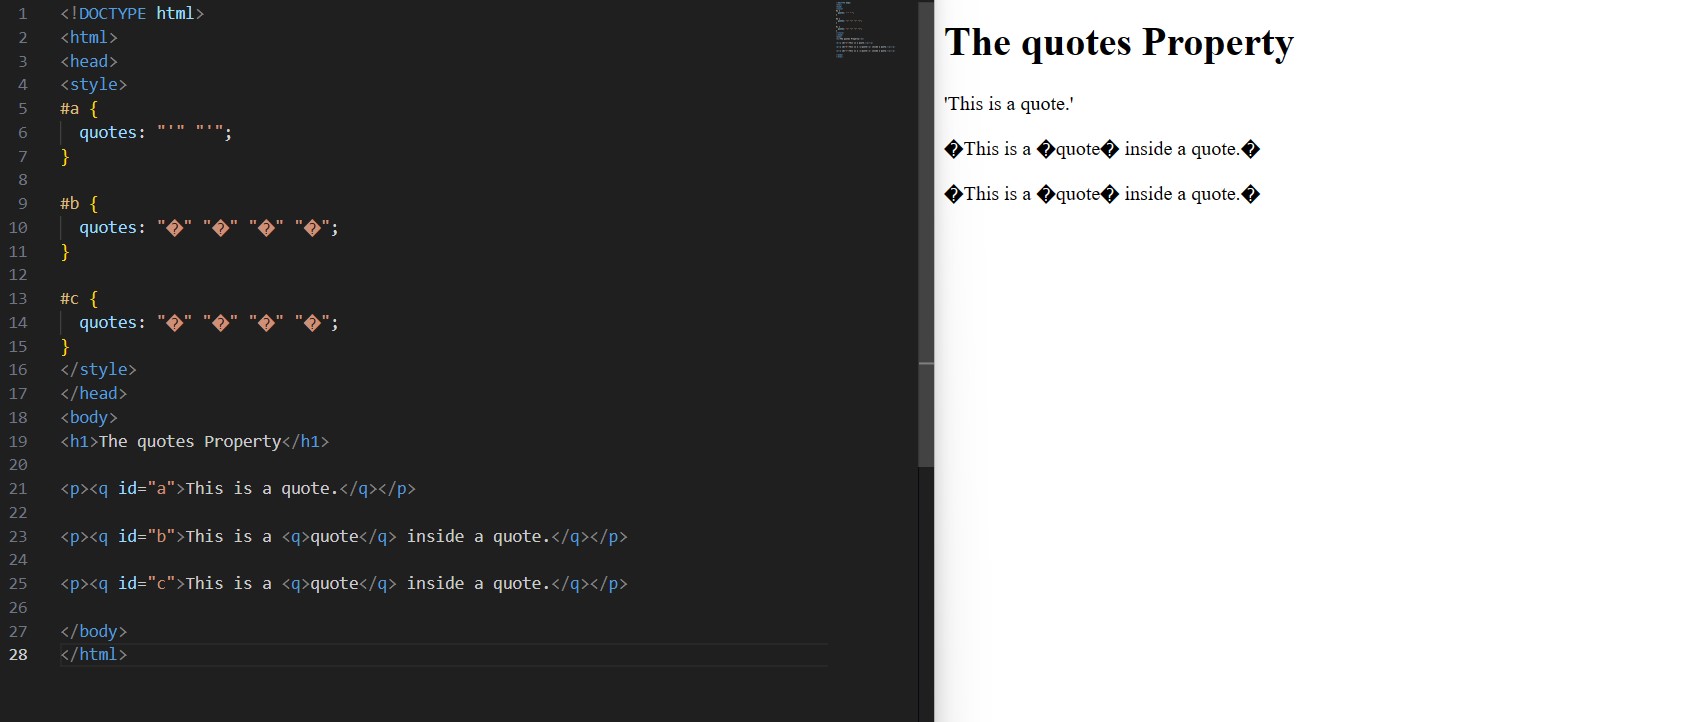 1 <!DOCTYPE html>
2 <html>
3 <head>
4 <style>
5 #a {
6   quotes: "'" "'";
7 }
8
9 #b {
10   quotes: "�" "�" "�" "�";
11 }
12
13 #c {
14   quotes: "�" "�" "�" "�";
15 }
16 </style>
17 </head>
18 <body>
19 <h1>The quotes Property</h1>
20
21 <p><q id="a">This is a quote.</q></p>
22
23 <p><q id="b">This is a <q>quote</q> inside a quote.</q></p>
24
25 <p><q id="c">This is a <q>quote</q> inside a quote.</q></p>
26
27 </body>
28 </html>
The quotes Property
'This is a quote.'
�This is a �quote� inside a quote.�
�This is a �quote� inside a quote.�